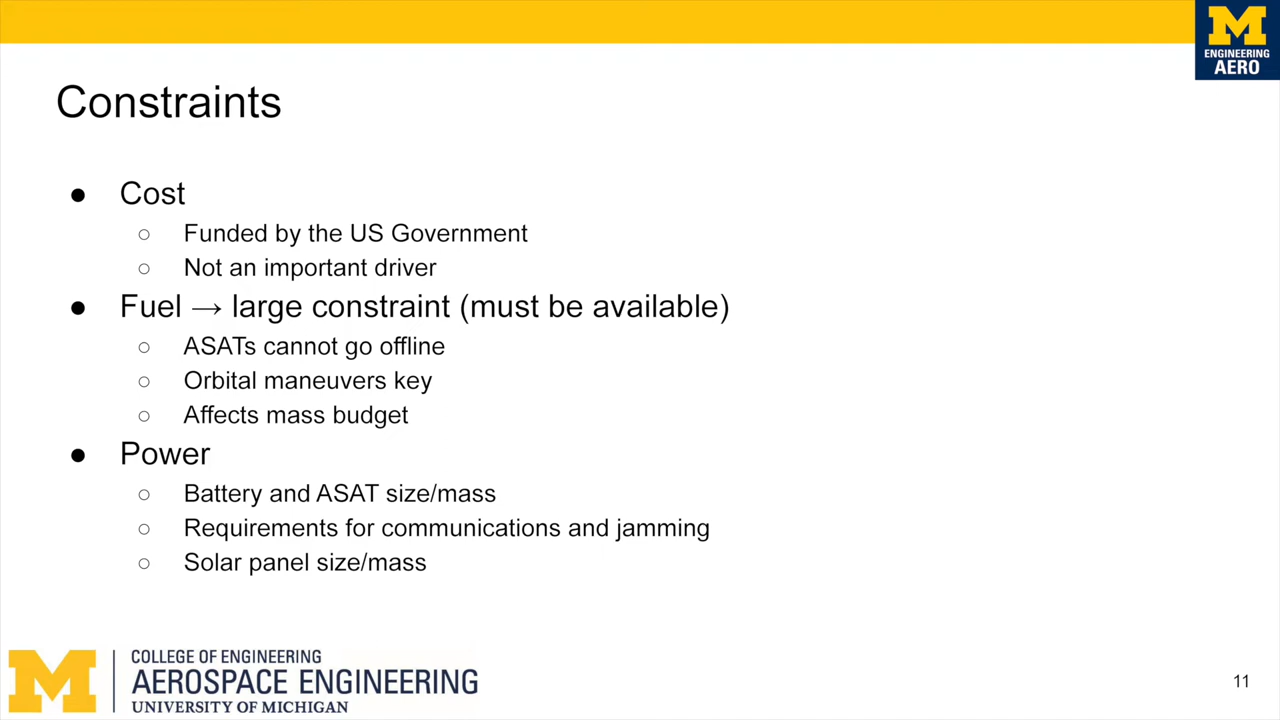 M
ENGINEERING
AERO
Constraints
● Cost
○ Funded by the US Government
○ Not an important driver
● Fuel → large constraint (must be available)
○ ASATs cannot go offline
○ Orbital maneuvers key
○ Affects mass budget
● Power
○ Battery and ASAT size/mass
○ Requirements for communications and jamming
○ Solar panel size/mass
M
COLLEGE OF ENGINEERING
AEROSPACE ENGINEERING
UNIVERSITY OF MICHIGAN
11